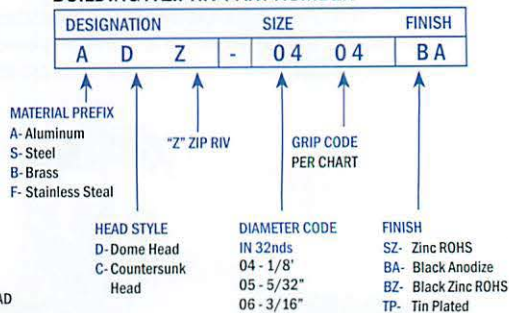 DESIGNATION SIZE FINISH
A D Z - 04 04 BA
MATERIAL PREFIX
A- Aluminum
S- Steel
B- Brass
F- Stainless Steal
"Z" ZIP RIV
GRIP CODE
PER CHART
HEAD STYLE
D- Dome Head
C- Countersunk
Head
DIAMETER CODE
IN 32nds
04 - 1/8'
05 - 5/32"
06 - 3/16"
FINISH
SZ- Zinc ROHS
BA- Black Anodize
BZ- Black Zinc ROHS
TP- Tin Plated